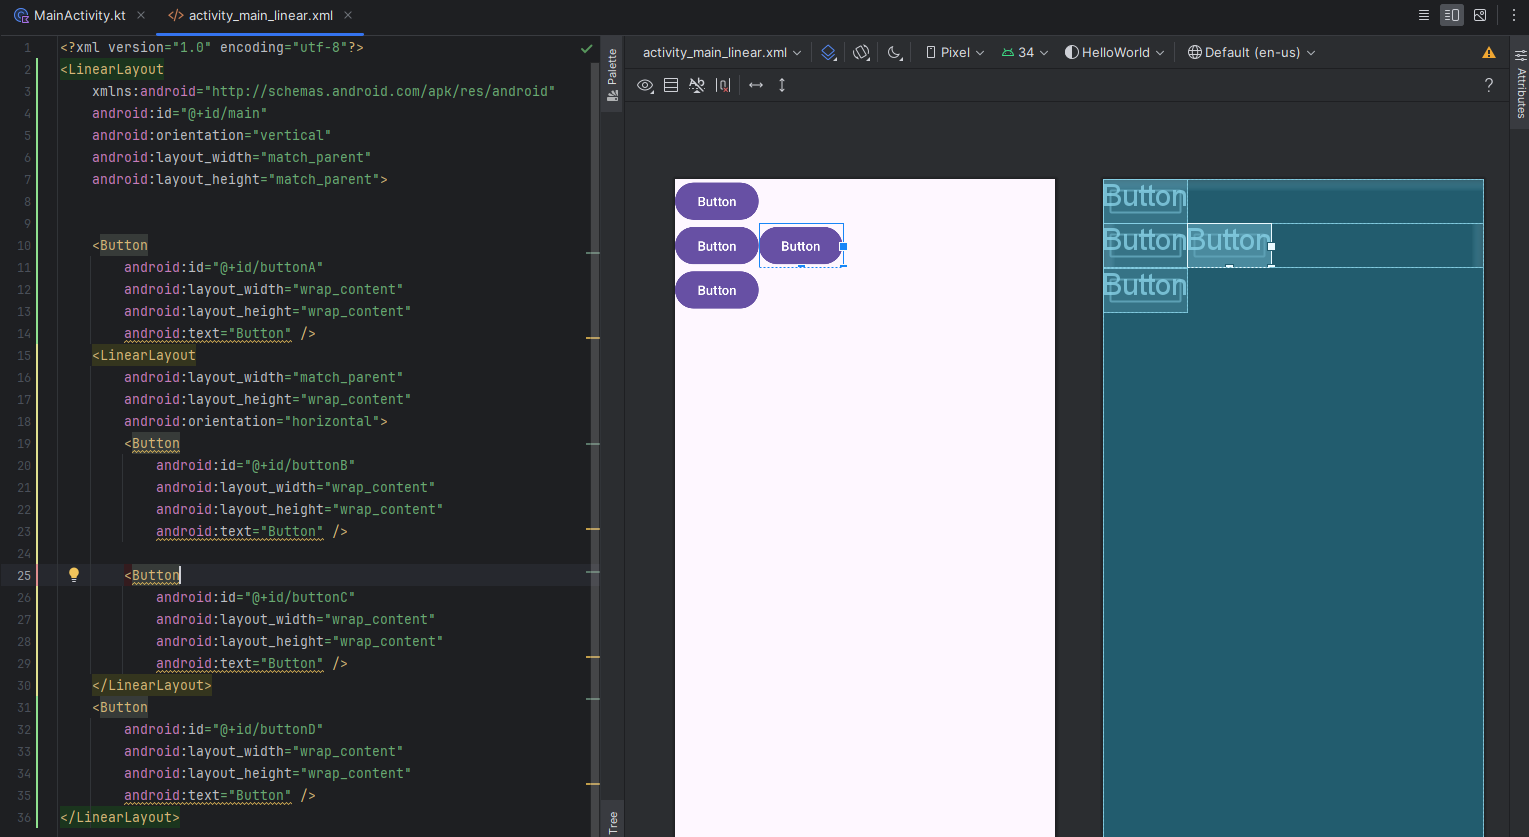 MainActivity.kt
activity_main_linear.xml
1 <?xml version="1.0" encoding="utf-8"?>
2 <LinearLayout
3 xmlns:android="http://schemas.android.com/apk/res/android"
4 android:id="@+id/main"
5 android:orientation="vertical"
6 android:layout_width="match_parent"
7 android:layout_height="match_parent">
8
9
10 <Button
11 android:id="@+id/buttonA"
12 android:layout_width="wrap_content"
13 android:layout_height="wrap_content"
14 android:text="Button" />
15 <LinearLayout
16 android:layout_width="match_parent"
17 android:layout_height="wrap_content"
18 android:orientation="horizontal">
19 <Button
20 android:id="@+id/buttonB"
21 android:layout_width="wrap_content"
22 android:layout_height="wrap_content"
23 android:text="Button" />
24
25 <Button
26 android:id="@+id/buttonC"
27 android:layout_width="wrap_content"
28 android:layout_height="wrap_content"
29 android:text="Button" />
30 </LinearLayout>
31 <Button
32 android:id="@+id/buttonD"
33 android:layout_width="wrap_content"
34 android:layout_height="wrap_content"
35 android:text="Button" />
36 </LinearLayout>
Palette
Tree
activity_main_linear.xml
Pixel
34
HelloWorld
Default (en-us)
?
Button
Button Button
Button
Button
Button Button
Button
Attributes